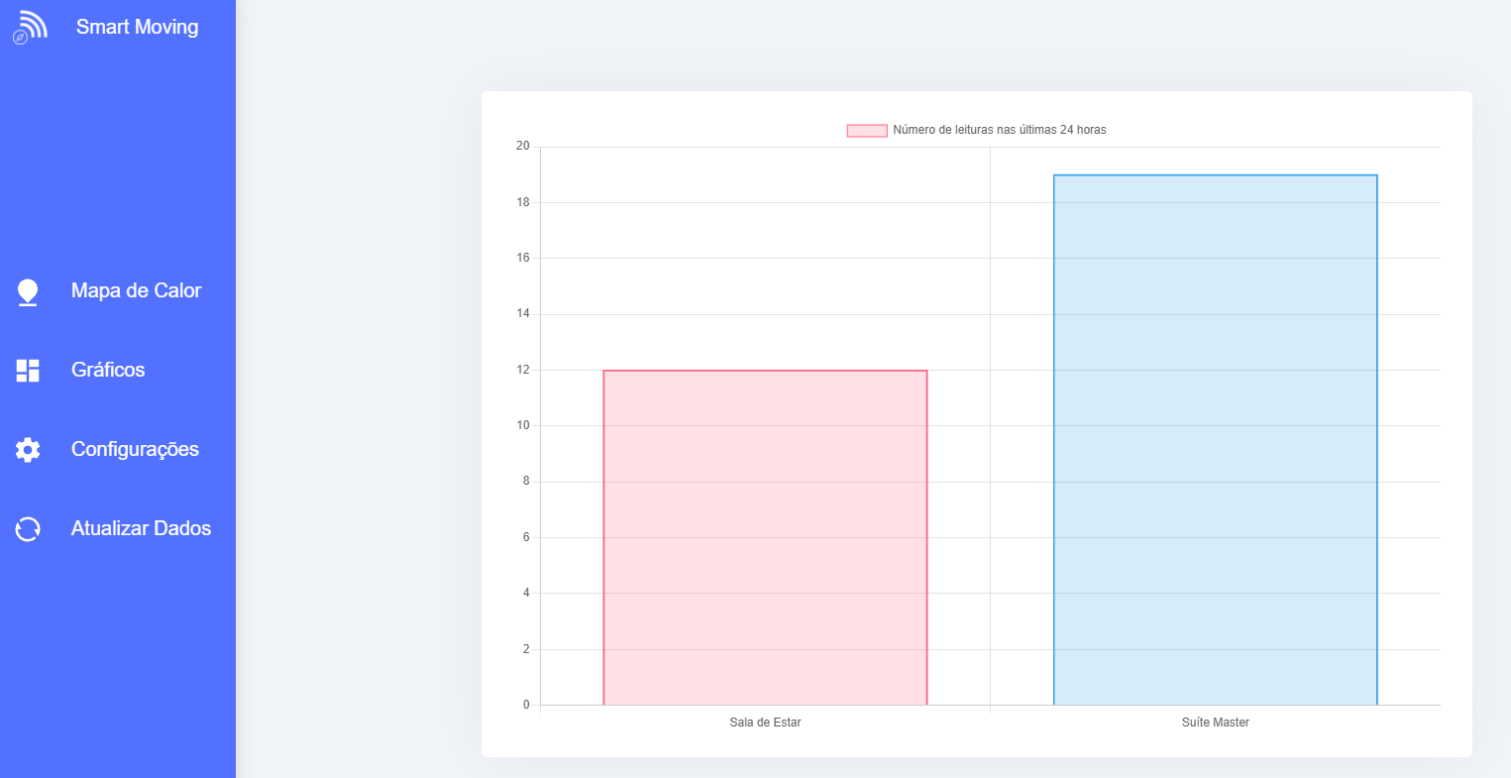 Smart Moving
Mapa de Calor
Gráficos
Configurações
Atualizar Dados
Número de leituras nas últimas 24 horas
20
18
16
14
12
10
8
6
4
2
0
Sala de Estar
Suíte Master